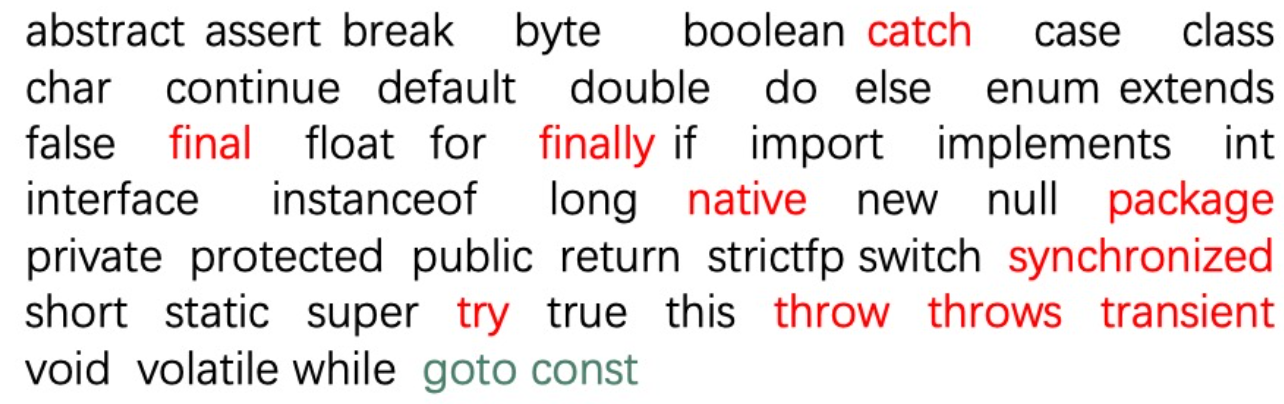 abstract assert break byte boolean catch case class
char continue default double do else enum extends
false final float for finally if import implements int
interface instanceof long native new null package
private protected public return strictfp switch synchronized
short static super try true this throw throws transient
void volatile while goto const